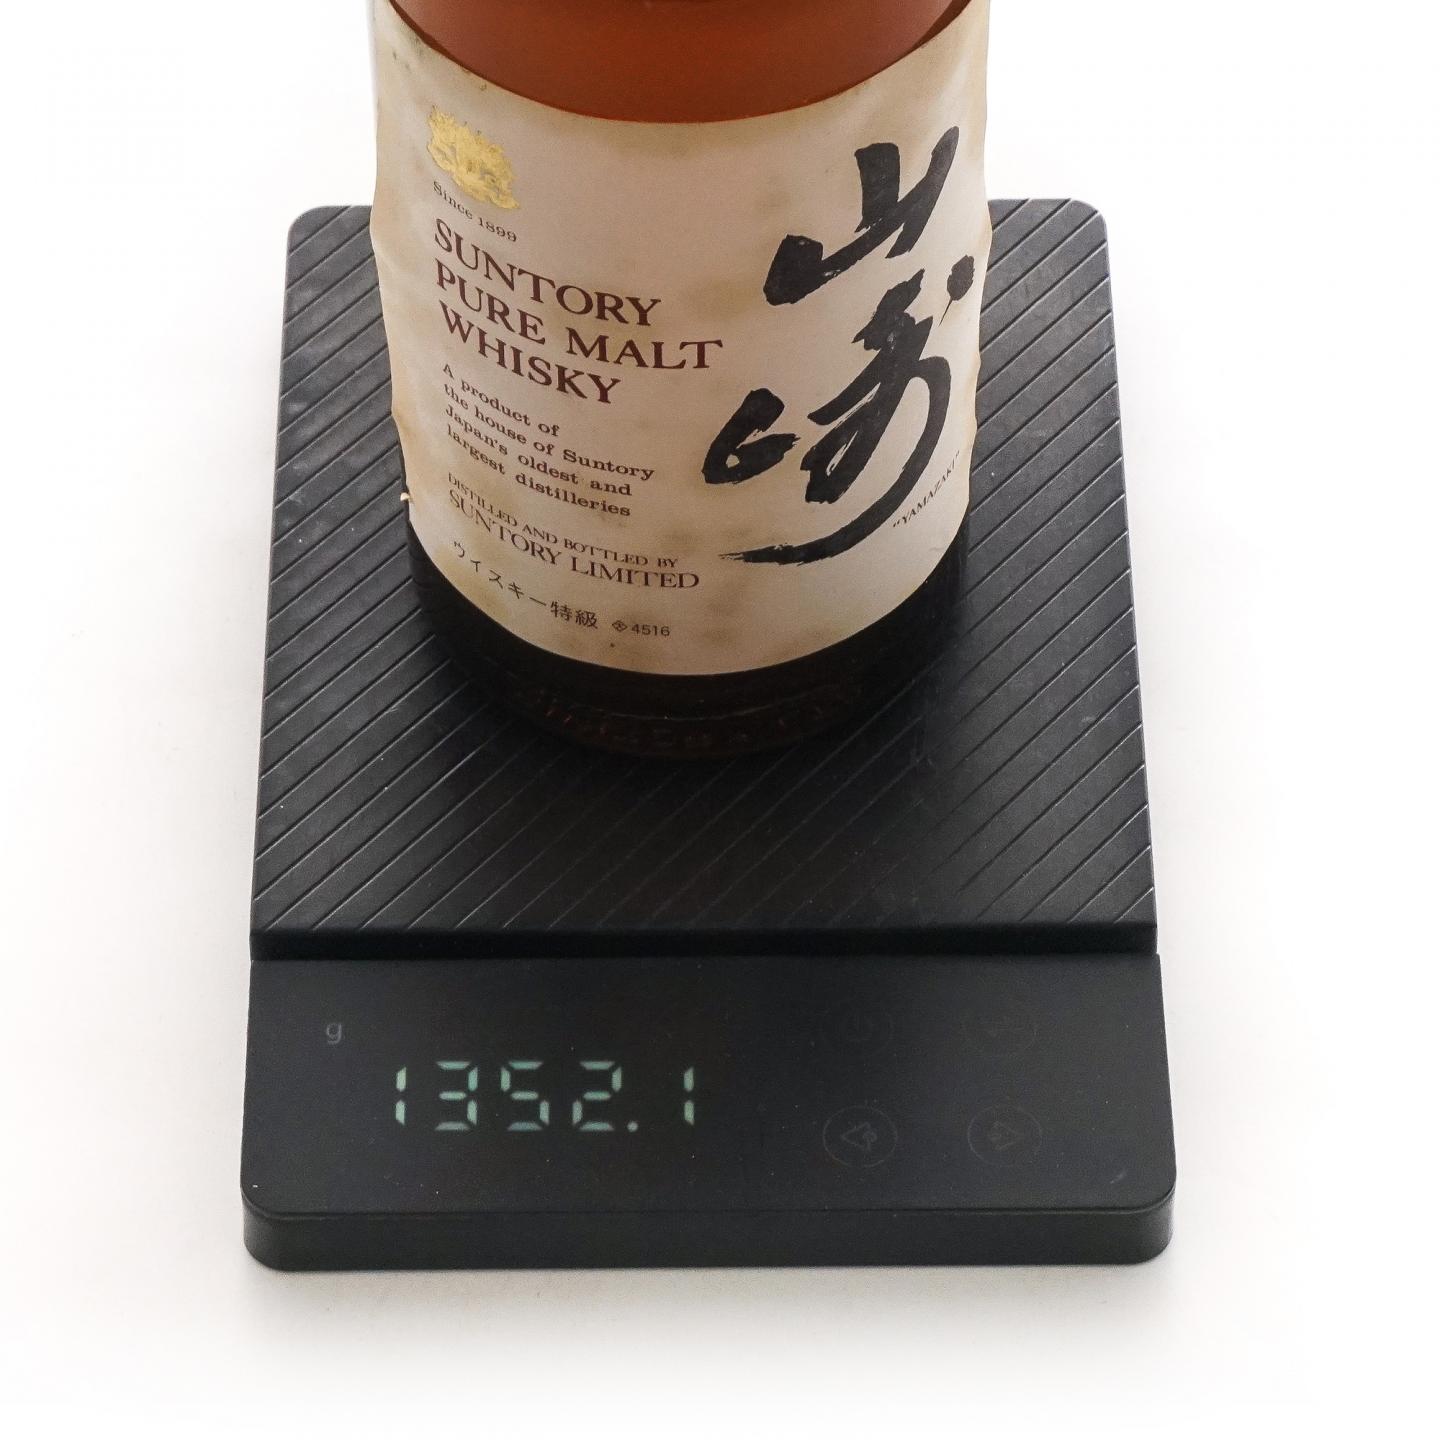 Since 1899
SUNTORY
PURE MALT
WHISKY
A product of
the house of Suntory
Japan's oldest and
largest distilleries
DISTILLED AND BOTTLED BY
SUNTORY LIMITED
ウイスキー特級 4516
山崎
"YAMAZAKI"
g
1352.1